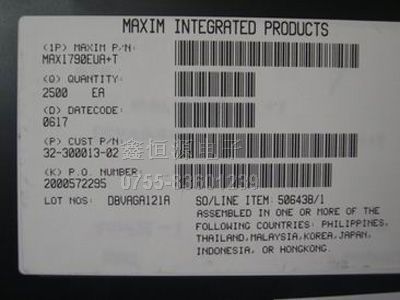 MAXIM INTEGRATED PRODUCTS
(1P) MAXIM P/N:
MAX1790EUA+T
(Q) QUANTITY:
2500 EA
(D) DATECODE:
0617
(P) CUST P/N:
32-300013-02
鑫恒源电子
(K) P.O. NUMBER:
2000572295
0755-83601239
LOT NOS: DBVAGA121A SO/LINE ITEM: 506438/1
ASSEMBLED IN ONE OR MORE OF THE
FOLLOWING COUNTRIES: PHILIPPINES,
THAILAND,MALAYSIA,KOREA,JAPAN,
INDONESIA, OR HONGKONG.